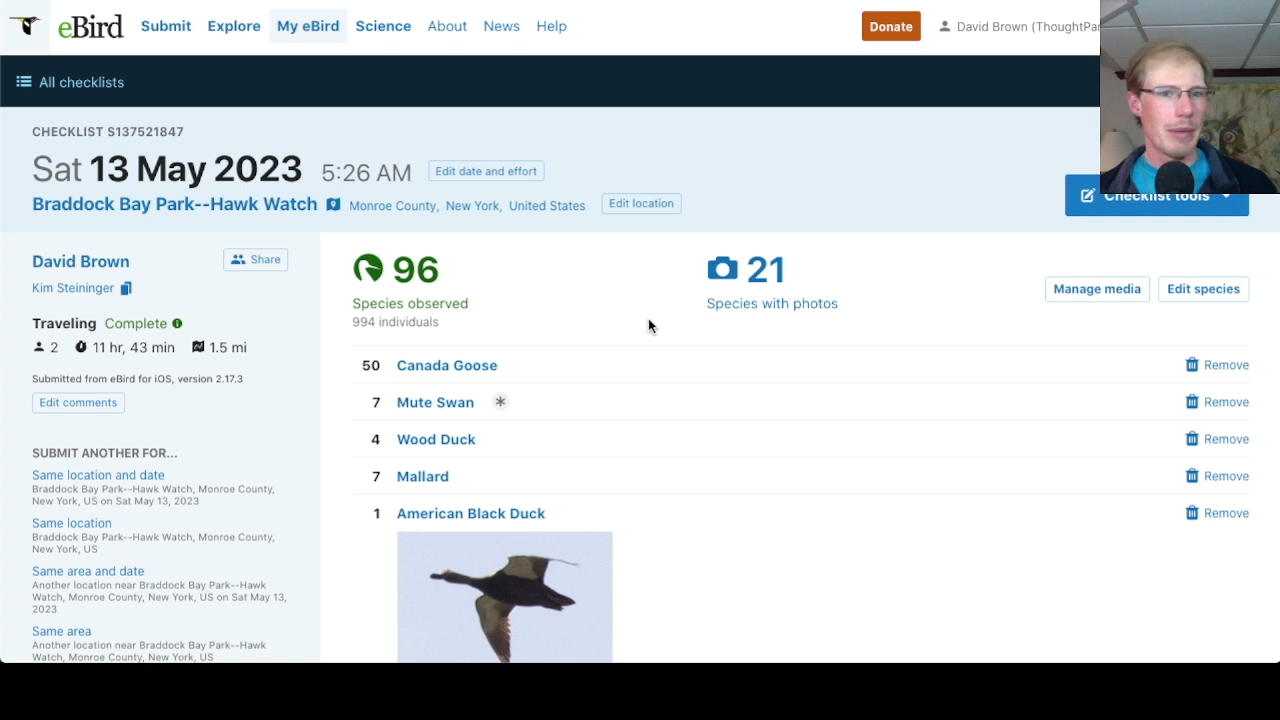 eBird Submit Explore My eBird Science About News Help Donate David Brown
All checklists
CHECKLIST S137521847
Sat 13 May 2023 5:26 AM Edit date and effort
Braddock Bay Park--Hawk Watch Monroe County, New York, United States Edit location
Checklist tools
David Brown Share
Kim Steininger
Traveling Complete
2 11 hr, 43 min 1.5 mi
Submitted from eBird for iOS, version 2.17.3
Edit comments
SUBMIT ANOTHER FOR...
Same location and date
Braddock Bay Park--Hawk Watch, Monroe County,
New York, US on Sat May 13, 2023
Same location
Braddock Bay Park--Hawk Watch, Monroe County,
New York, US
Same area and date
Another location near Braddock Bay Park--Hawk
Watch, Monroe County, New York, US on Sat May 13,
2023
Same area
Another location near Braddock Bay Park--Hawk
Watch, Monroe County, New York, US
96
Species observed
994 individuals
21
Species with photos
Manage media Edit species
50 Canada Goose Remove
7 Mute Swan Remove
4 Wood Duck Remove
7 Mallard Remove
1 American Black Duck Remove